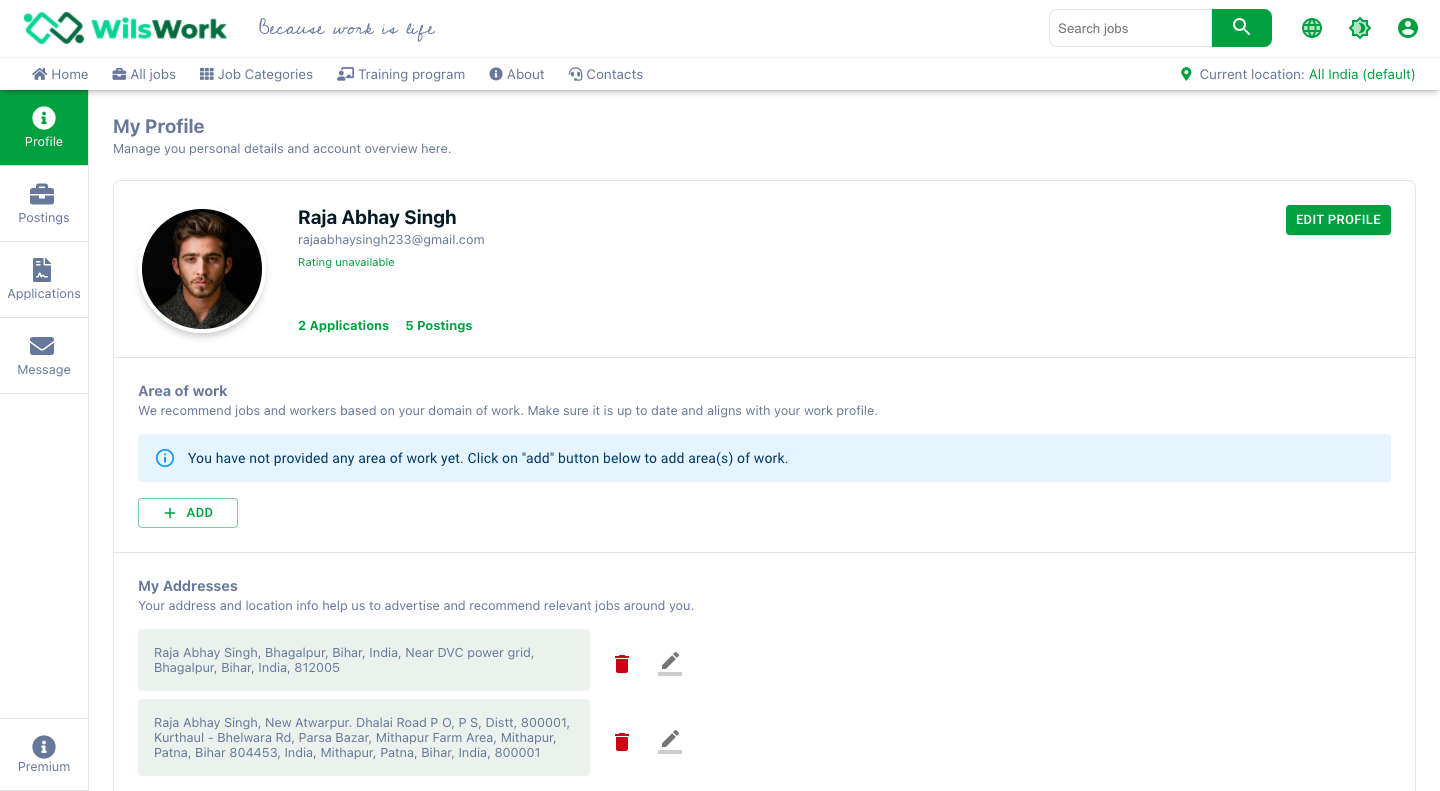 WilsWork
Because work is life
Search jobs
Home
All jobs
Job Categories
Training program
About
Contacts
Current location: All India (default)
Profile
Postings
Applications
Message
Premium
My Profile
Manage you personal details and account overview here.
Raja Abhay Singh
rajaabhaysingh233@gmail.com
Rating unavailable
2 Applications
5 Postings
EDIT PROFILE
Area of work
We recommend jobs and workers based on your domain of work. Make sure it is up to date and aligns with your work profile.
You have not provided any area of work yet. Click on "add" button below to add area(s) of work.
ADD
My Addresses
Your address and location info help us to advertise and recommend relevant jobs around you.
Raja Abhay Singh, Bhagalpur, Bihar, India, Near DVC power grid,
Bhagalpur, Bihar, India, 812005
Raja Abhay Singh, New Atwarpur. Dhalai Road P O, P S, Distt, 800001,
Kurthaul - Bhelwara Rd, Parsa Bazar, Mithapur Farm Area, Mithapur,
Patna, Bihar 804453, India, Mithapur, Patna, Bihar, India, 800001